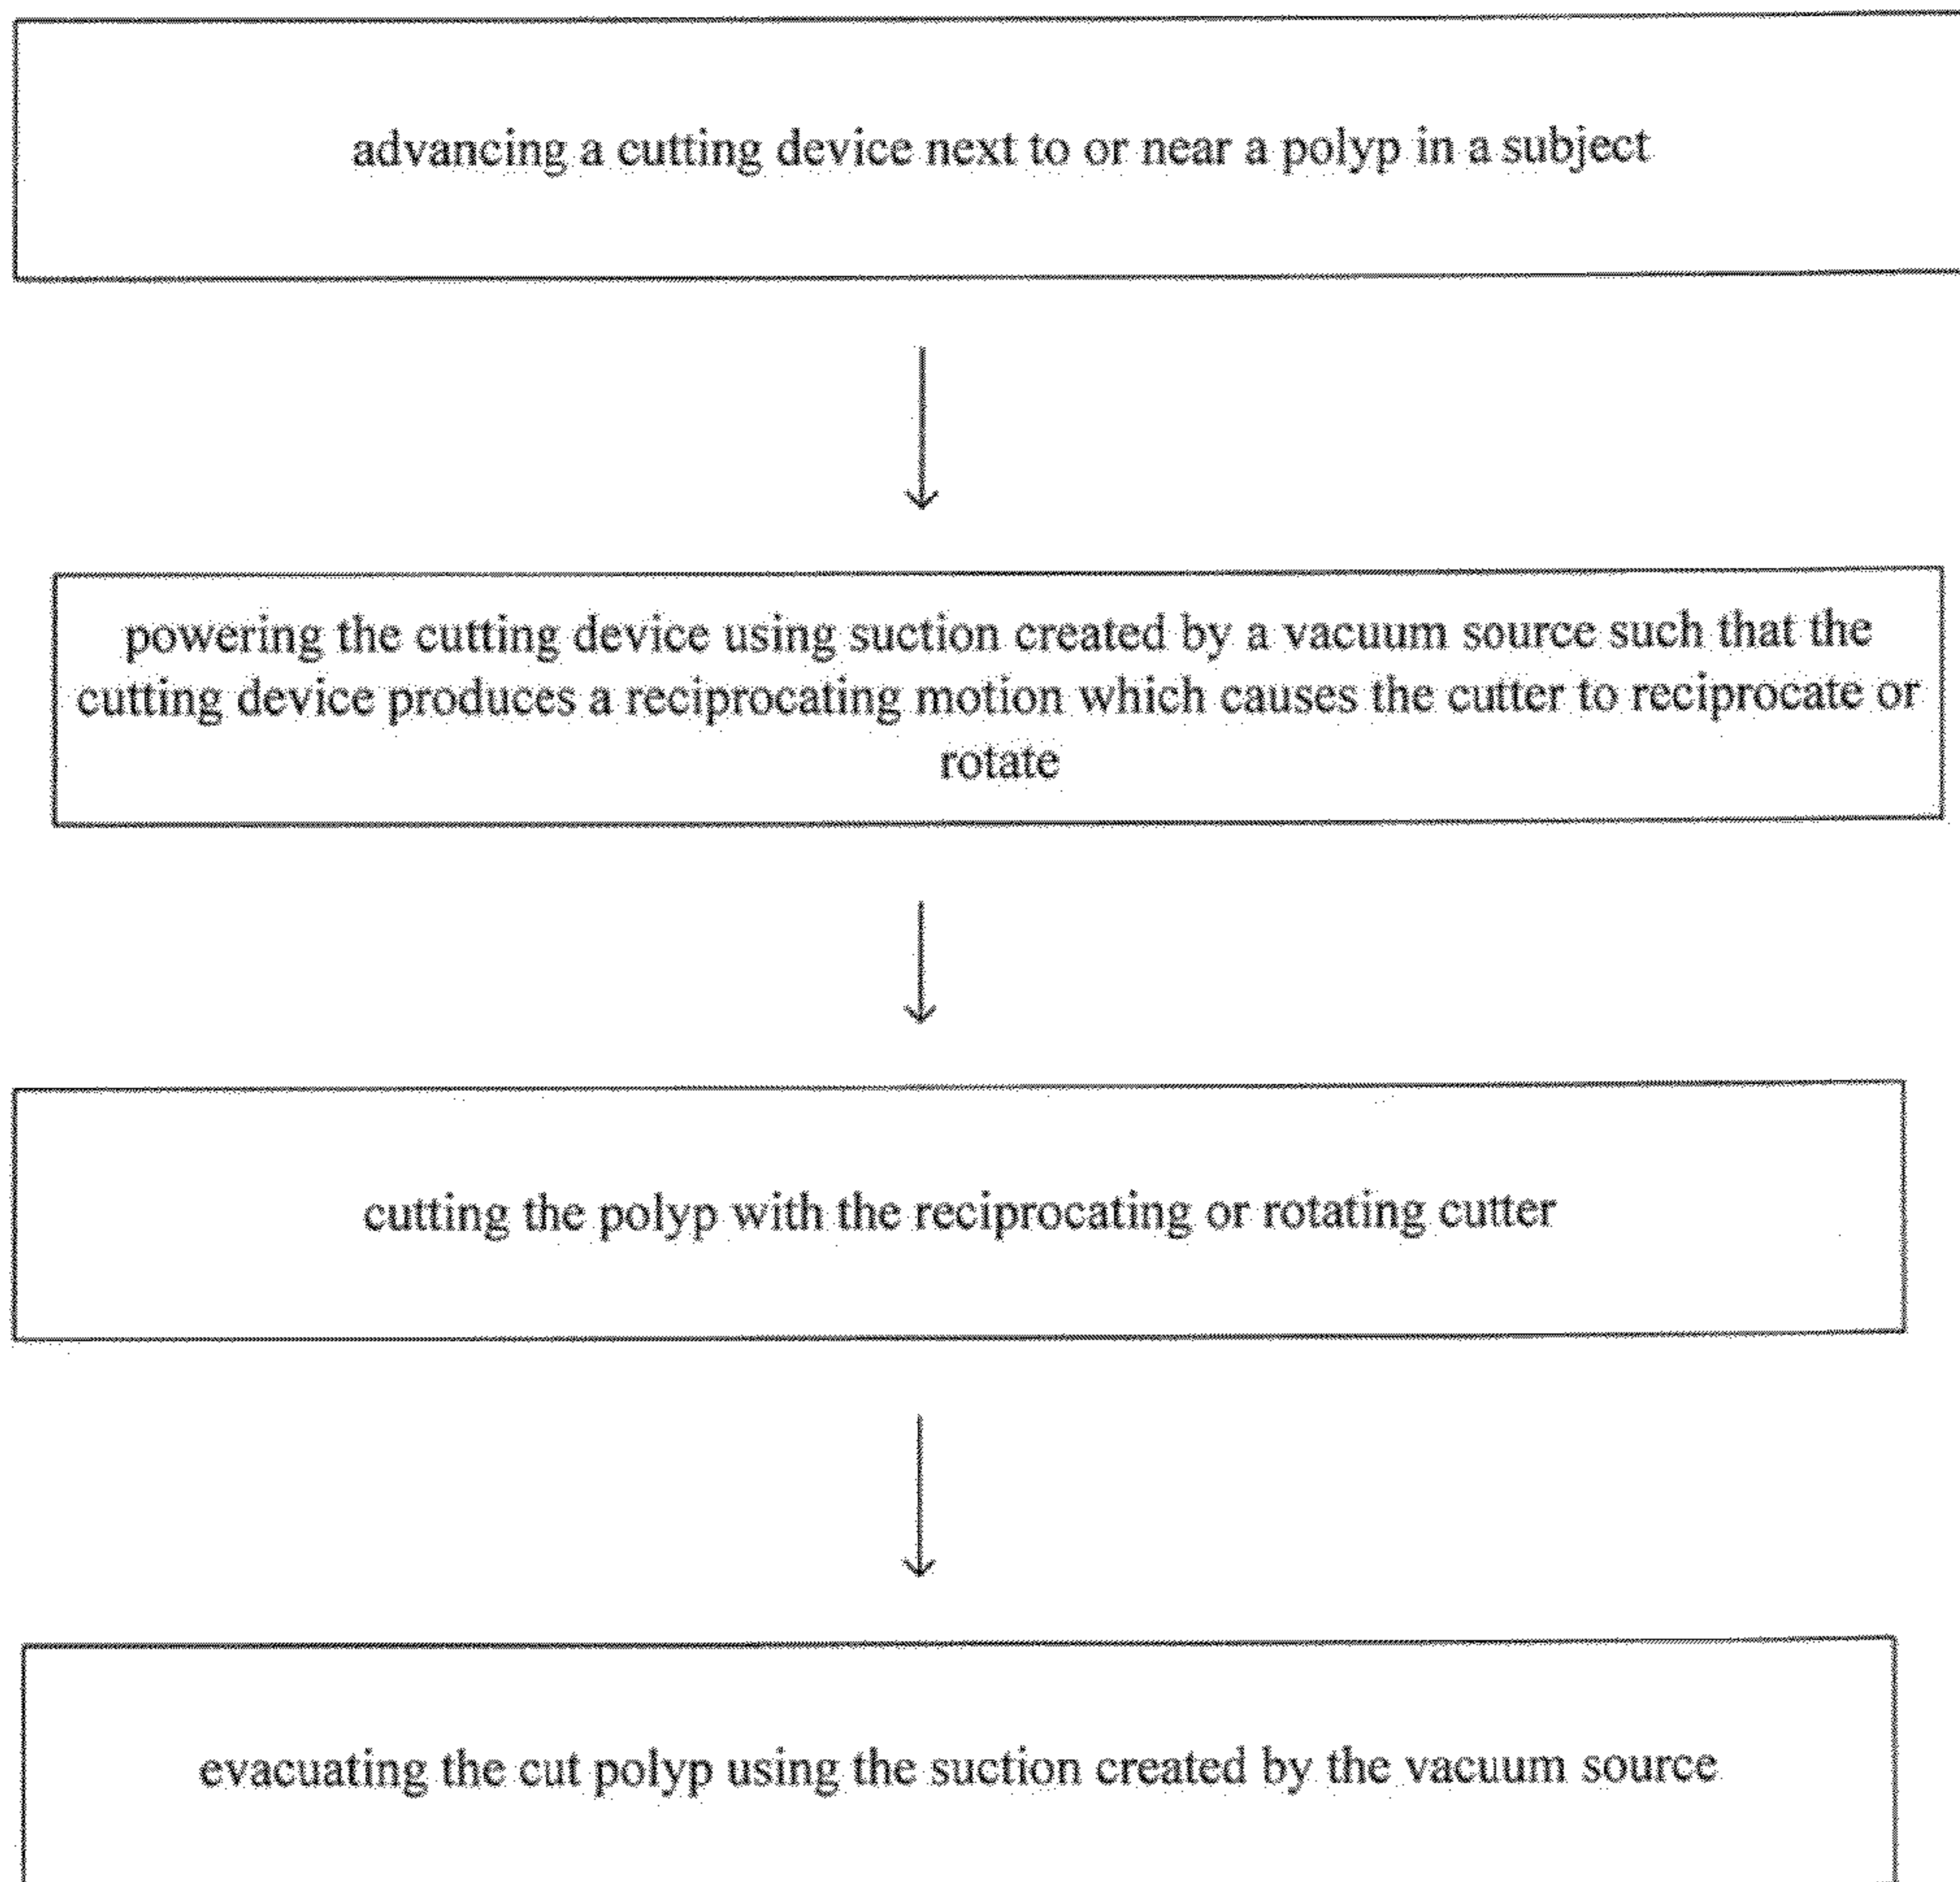 advancing a cutting device next to or near a polyp in a subject
powering the cutting device using suction created by a vacuum source such that the
cutting device produces a reciprocating motion which causes the cutter to reciprocate or
rotate
cutting the polyp with the reciprocating or rotating cutter
evacuating the cut polyp using the suction created by the vacuum source